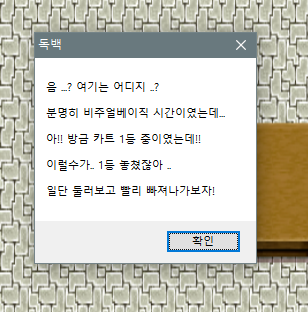 독백
음 ...? 여기는 어디지 ..?
분명히 비주얼베이직 시간이였는데...
아!! 방금 카트 1등 중이였는데!!
이럴수가.. 1등 놓쳤잖아 ..
일단 둘러보고 빨리 빠져나가보자!
확인